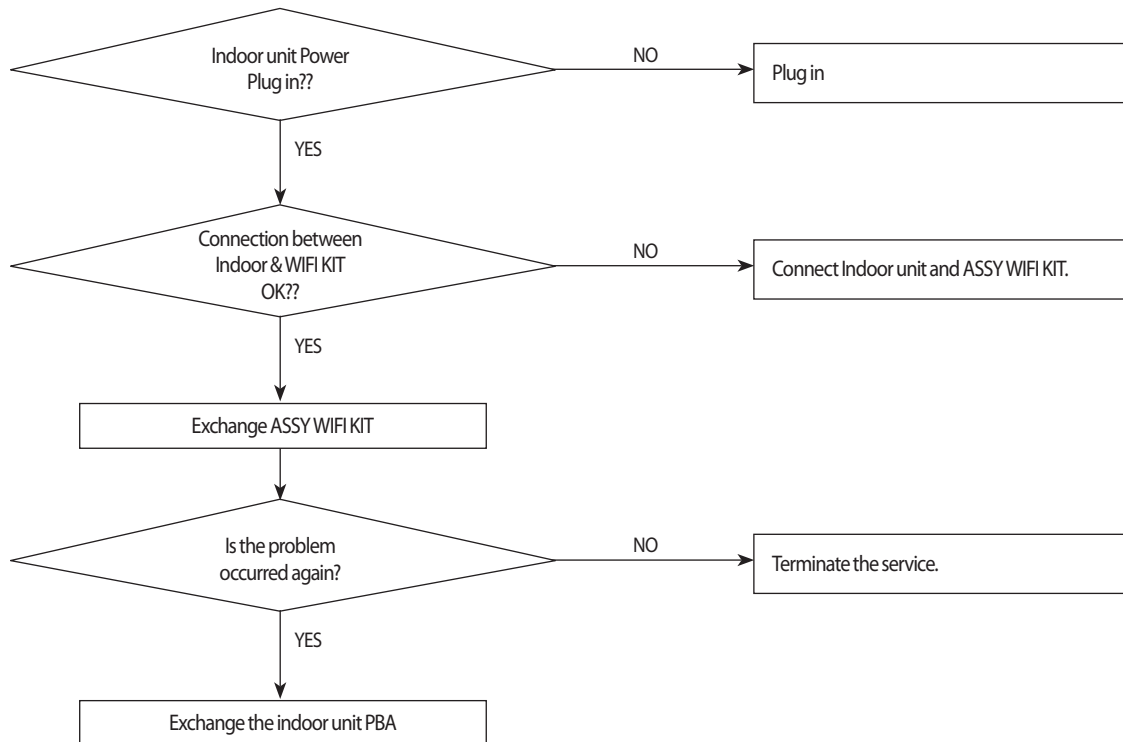 Indoor unit Power
Plug in??
NO
Plug in
YES
Connection between
Indoor & WIFI KIT
OK??
NO
Connect Indoor unit and ASSY WIFI KIT.
YES
Exchange ASSY WIFI KIT
Is the problem
occurred again?
NO
Terminate the service.
YES
Exchange the indoor unit PBA